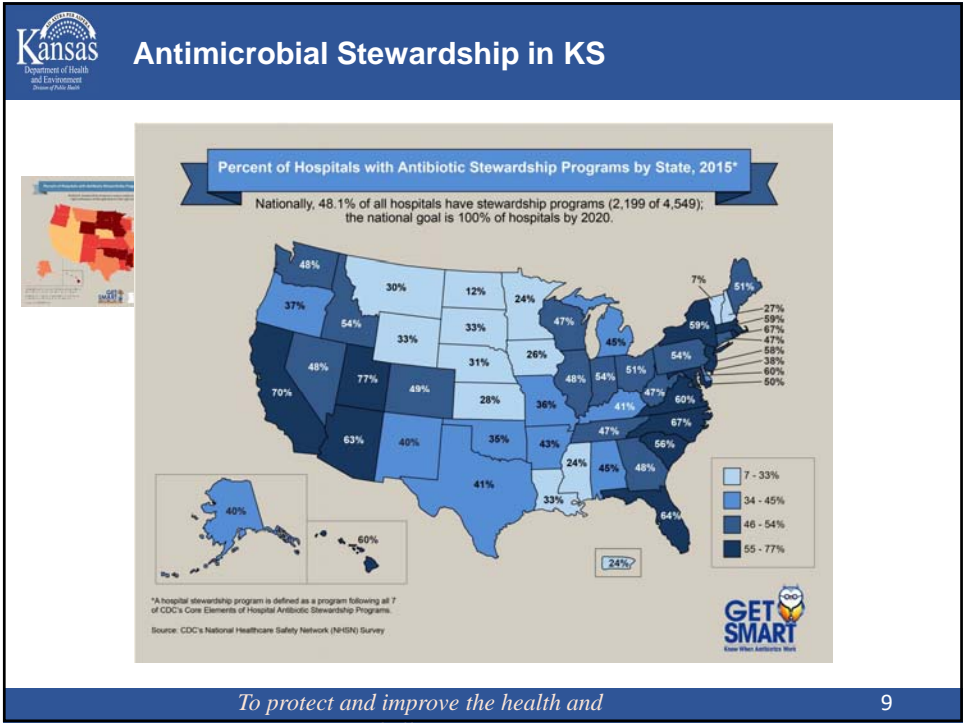 Kansas
Department of Health
and Environment
Division of Public Health
Antimicrobial Stewardship in KS
Percent of Hospitals with Antibiotic Stewardship Programs by State, 2015*
Nationally, 48.1% of all hospitals have stewardship programs (2,199 of 4,549);
the national goal is 100% of hospitals by 2020.
48%
30%
12%
24%
7%
51%
37%
54%
33%
33%
47%
45%
59%
27%
59%
67%
47%
58%
38%
60%
50%
31%
26%
54%
48%
77%
49%
28%
48%
54%
51%
47%
60%
70%
36%
41%
67%
63%
40%
35%
43%
47%
56%
41%
33%
24%
45%
48%
64%
40%
60%
24%
7 - 33%
34 - 45%
46 - 54%
55 - 77%
*A hospital stewardship program is defined as a program following all 7
of CDC's Core Elements of Hospital Antibiotic Stewardship Programs.
Source: CDC's National Healthcare Safety Network (NHSN) Survey
GET
SMART
Know When Antibiotics Work
GET
SMART
To protect and improve the health and
9